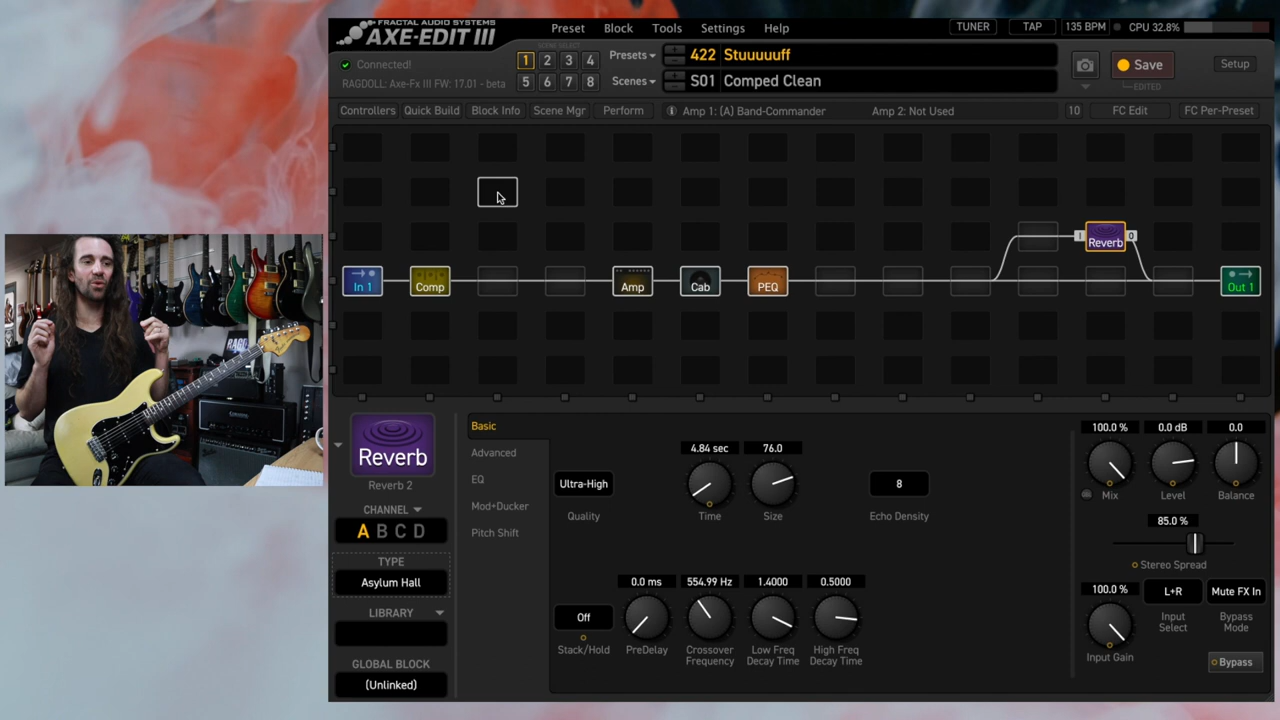 FRACTAL AUDIO SYSTEMS
AXE-EDIT III
Preset Block Tools Settings Help
TUNER TAP 135 BPM CPU 32.8%
Connected!
RAGDOLL: Axe-Fx III FW: 17.01 - beta
SCENE SELECT
1 2 3 4
5 6 7 8
Presets 422 Stuuuuuff
Scenes S01 Comped Clean
Save
EDITED
Setup
Controllers Quick Build Block Info Scene Mgr Perform Amp 1: (A) Band-Commander Amp 2: Not Used 10 FC Edit FC Per-Preset
I Reverb O
In 1 Comp Amp Cab PEQ Out 1
Reverb
Reverb 2
CHANNEL
A B C D
TYPE
Asylum Hall
LIBRARY
GLOBAL BLOCK
(Unlinked)
Basic
Advanced
EQ
Mod+Ducker
Pitch Shift
4.84 sec 76.0
Ultra-High 8
Quality Time Size Echo Density
0.0 ms 554.99 Hz 1.4000 0.5000
Off
Stack/Hold PreDelay Crossover Frequency Low Freq Decay Time High Freq Decay Time
100.0 % 0.0 dB 0.0
Mix Level Balance
85.0 %
Stereo Spread
100.0 % L+R Mute FX In
Input Gain Input Select Bypass Mode
Bypass